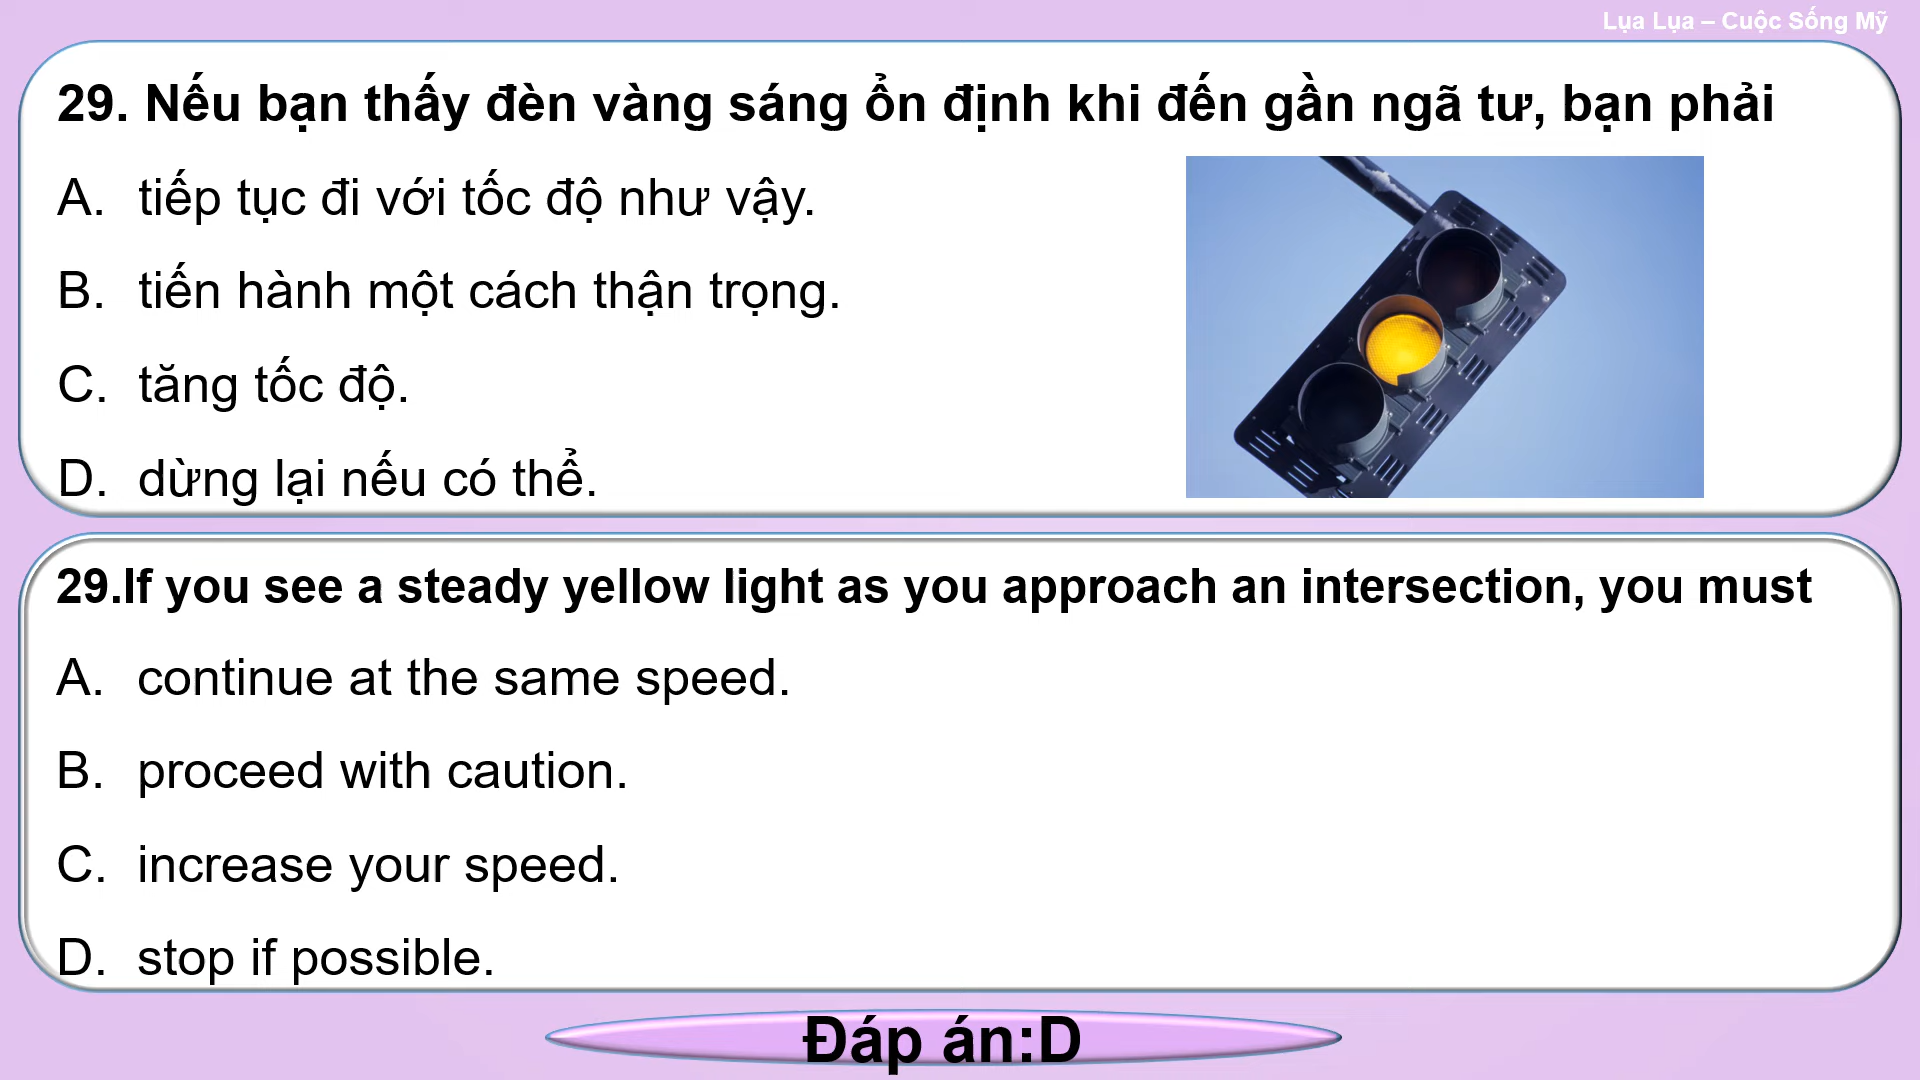 Lụa Lụa – Cuộc Sống Mỹ
29. Nếu bạn thấy đèn vàng sáng ổn định khi đến gần ngã tư, bạn phải
A. tiếp tục đi với tốc độ như vậy.
B. tiến hành một cách thận trọng.
C. tăng tốc độ.
D. dừng lại nếu có thể.
29.If you see a steady yellow light as you approach an intersection, you must
A. continue at the same speed.
B. proceed with caution.
C. increase your speed.
D. stop if possible.
Đáp án:D